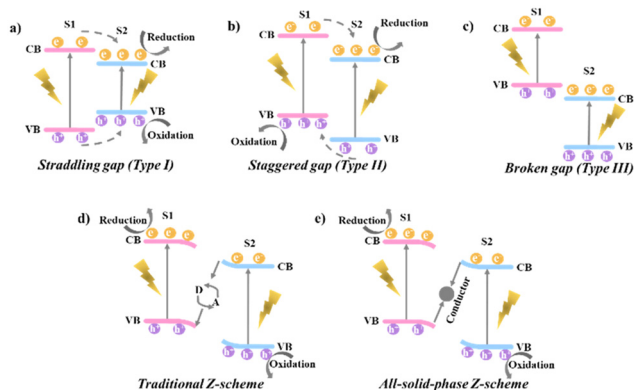 a)
S1
S2
Reduction
e⁻ e⁻
e⁻ e⁻ e⁻
CB
CB
VB
VB
h⁺ h⁺
h⁺ h⁺ h⁺
Oxidation
Straddling gap (Type I)
b)
S1
S2
Reduction
e⁻ e⁻
e⁻ e⁻ e⁻
CB
CB
VB
VB
h⁺ h⁺ h⁺
h⁺ h⁺
Oxidation
Staggered gap (Type II)
c)
S1
e⁻ e⁻
CB
VB
h⁺ h⁺
S2
e⁻ e⁻ e⁻
CB
VB
h⁺ h⁺ h⁺
Broken gap (Type III)
d)
Reduction
S1
e⁻ e⁻ e⁻
CB
S2
e⁻ e⁻
CB
D
A
VB
h⁺ h⁺
VB
h⁺ h⁺ h⁺
Oxidation
Traditional Z-scheme
e)
Reduction
S1
e⁻ e⁻ e⁻
CB
S2
e⁻ e⁻
CB
Conductor
VB
h⁺ h⁺
VB
h⁺ h⁺ h⁺
Oxidation
All-solid-phase Z-scheme